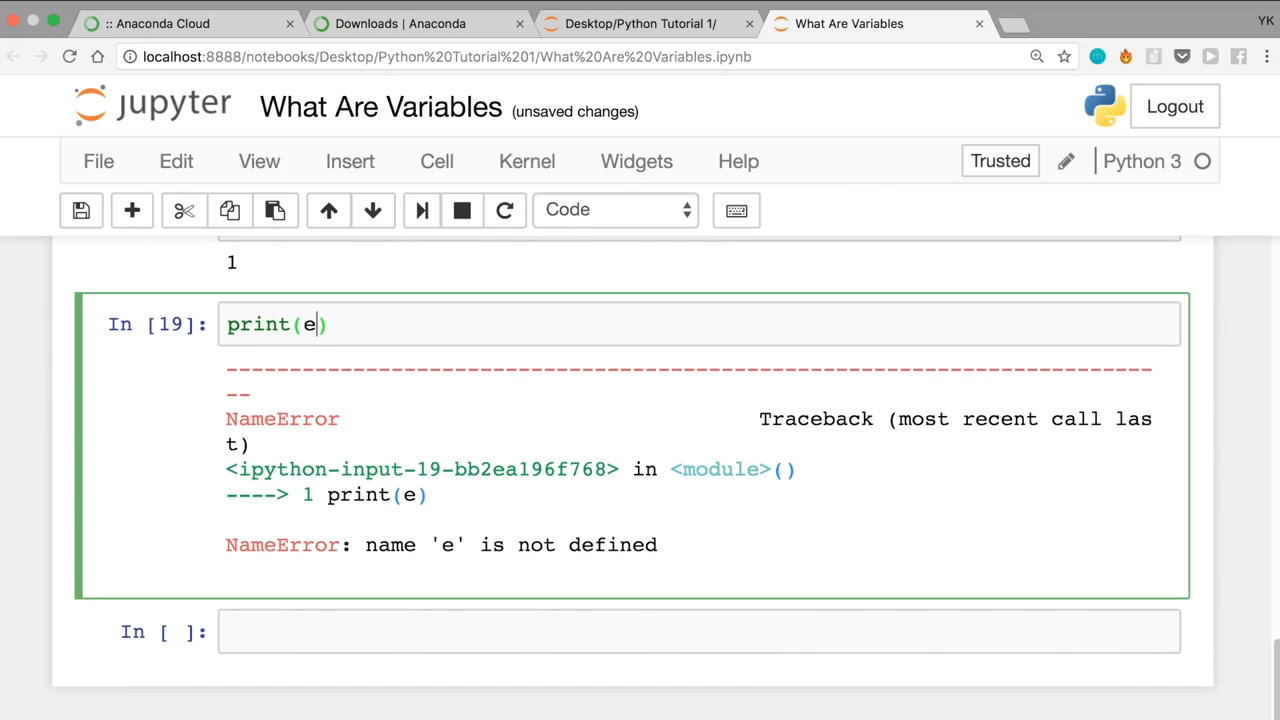 :: Anaconda Cloud
Downloads | Anaconda
Desktop/Python Tutorial 1/
What Are Variables
YK
localhost:8888/notebooks/Desktop/Python%20Tutorial%201/What%20Are%20Variables.ipynb
jupyter What Are Variables (unsaved changes)
Logout
File Edit View Insert Cell Kernel Widgets Help
Trusted
Python 3
Code
1
In [19]: print(e)
---------------------------------------------------------------------------
NameError Traceback (most recent call las
t)
<ipython-input-19-bb2ea196f768> in <module>()
----> 1 print(e)
NameError: name 'e' is not defined
In [ ]: